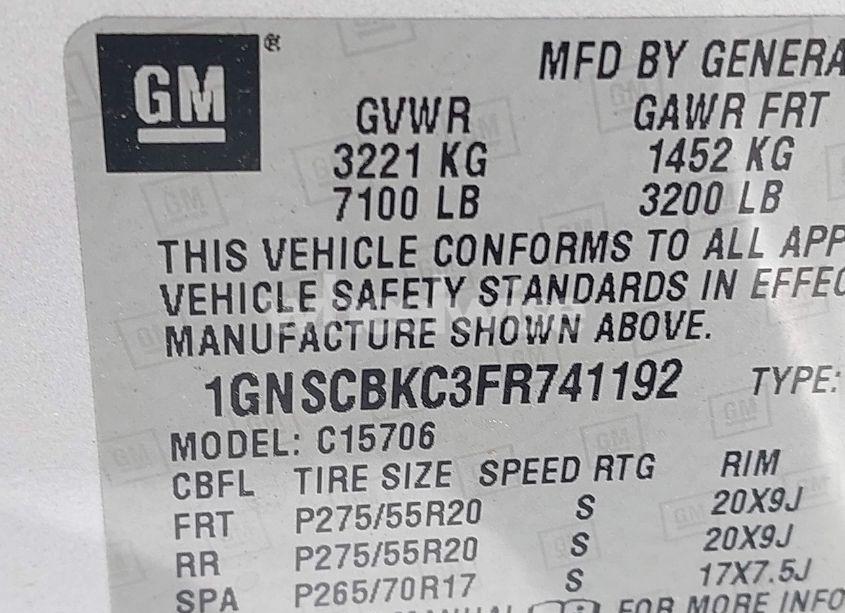 GM ®
MFD BY GENERA
GVWR GAWR FRT
3221 KG 1452 KG
7100 LB 3200 LB
THIS VEHICLE CONFORMS TO ALL APP
VEHICLE SAFETY STANDARDS IN EFFEC
MANUFACTURE SHOWN ABOVE.
1GNSCBKC3FR741192 TYPE:
MODEL: C15706
CBFL TIRE SIZE SPEED RTG RIM
FRT P275/55R20 S 20X9J
RR P275/55R20 S 20X9J
SPA P265/70R17 S 17X7.5J
FOR MORE INFO